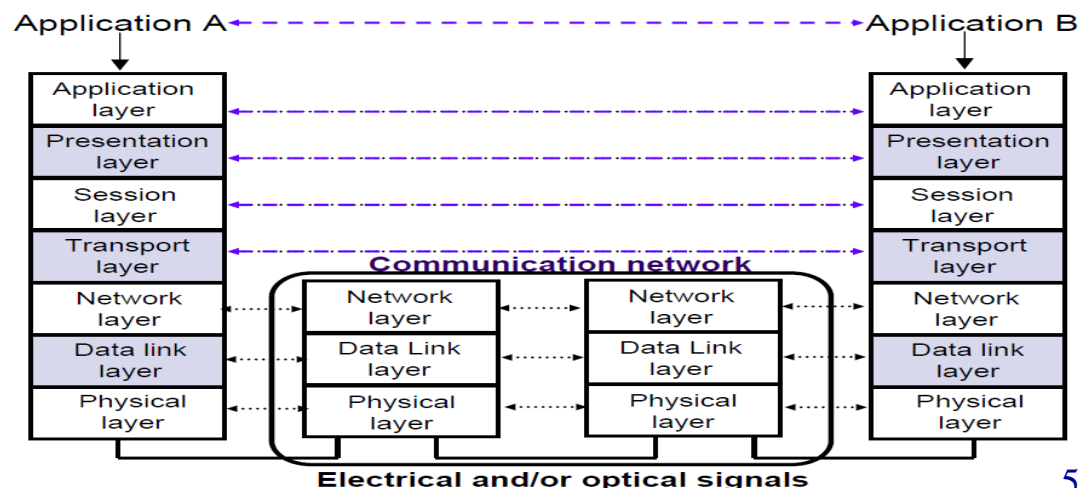 Application A
Application B
Application
layer
Presentation
layer
Session
layer
Transport
layer
Network
layer
Data link
layer
Physical
layer
Communication network
Network
layer
Data Link
layer
Physical
layer
Network
layer
Data Link
layer
Physical
layer
Application
layer
Presentation
layer
Session
layer
Transport
layer
Network
layer
Data link
layer
Physical
layer
Electrical and/or optical signals
5